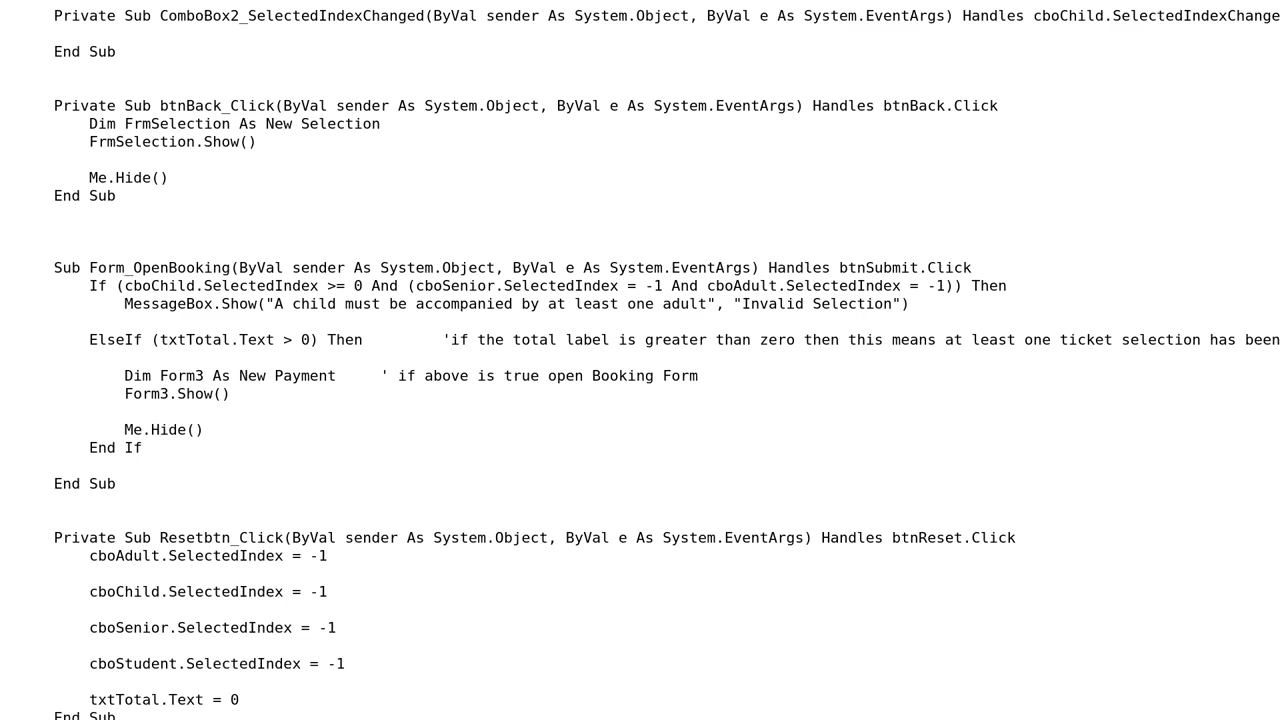 Private Sub ComboBox2_SelectedIndexChanged(ByVal sender As System.Object, ByVal e As System.EventArgs) Handles cboChild.SelectedIndexChange
End Sub
Private Sub btnBack_Click(ByVal sender As System.Object, ByVal e As System.EventArgs) Handles btnBack.Click
Dim FrmSelection As New Selection
FrmSelection.Show()
Me.Hide()
End Sub
Sub Form_OpenBooking(ByVal sender As System.Object, ByVal e As System.EventArgs) Handles btnSubmit.Click
If (cboChild.SelectedIndex >= 0 And (cboSenior.SelectedIndex = -1 And cboAdult.SelectedIndex = -1)) Then
MessageBox.Show("A child must be accompanied by at least one adult", "Invalid Selection")
ElseIf (txtTotal.Text > 0) Then 'if the total label is greater than zero then this means at least one ticket selection has been
Dim Form3 As New Payment ' if above is true open Booking Form
Form3.Show()
Me.Hide()
End If
End Sub
Private Sub Resetbtn_Click(ByVal sender As System.Object, ByVal e As System.EventArgs) Handles btnReset.Click
cboAdult.SelectedIndex = -1
cboChild.SelectedIndex = -1
cboSenior.SelectedIndex = -1
cboStudent.SelectedIndex = -1
txtTotal.Text = 0
End Sub